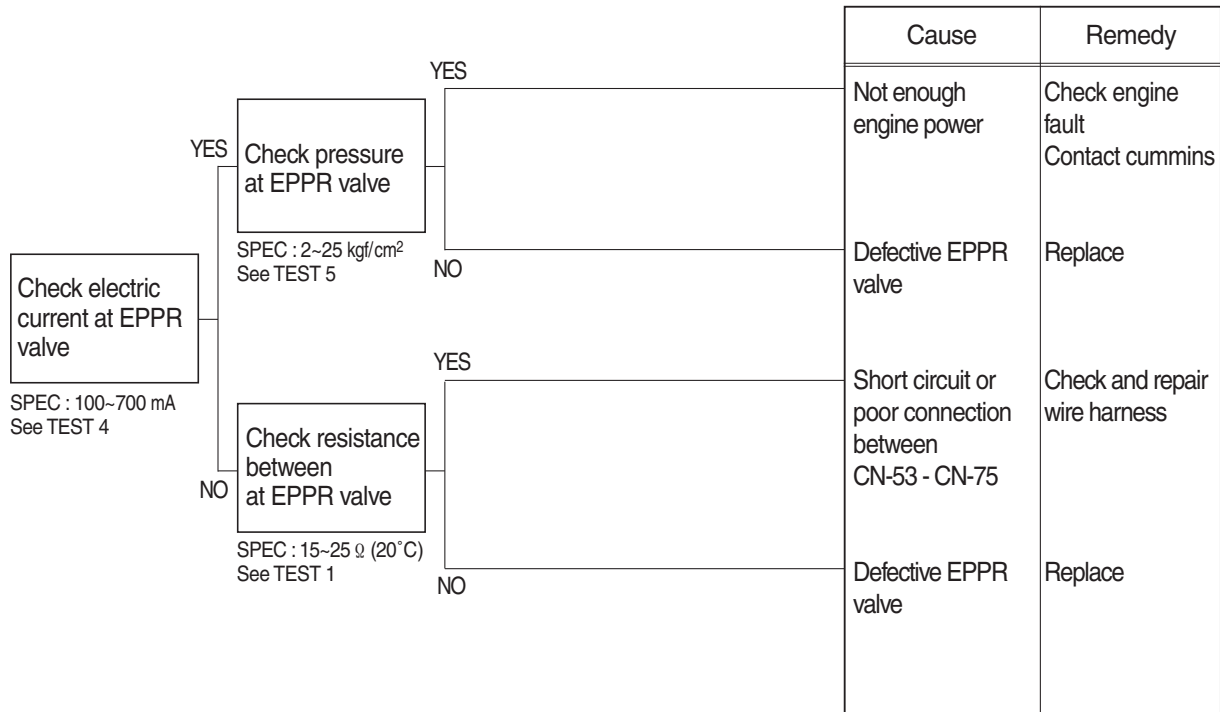 Cause
Remedy
YES
Not enough
engine power
Check engine
fault
Contact cummins
YES
Check pressure
at EPPR valve
SPEC : 2~25 kgf/cm²
See TEST 5
NO
Defective EPPR
valve
Replace
Check electric
current at EPPR
valve
SPEC : 100~700 mA
See TEST 4
YES
Short circuit or
poor connection
between
CN-53 - CN-75
Check and repair
wire harness
NO
Check resistance
between
at EPPR valve
SPEC : 15~25 Ω (20˚C)
See TEST 1
NO
Defective EPPR
valve
Replace